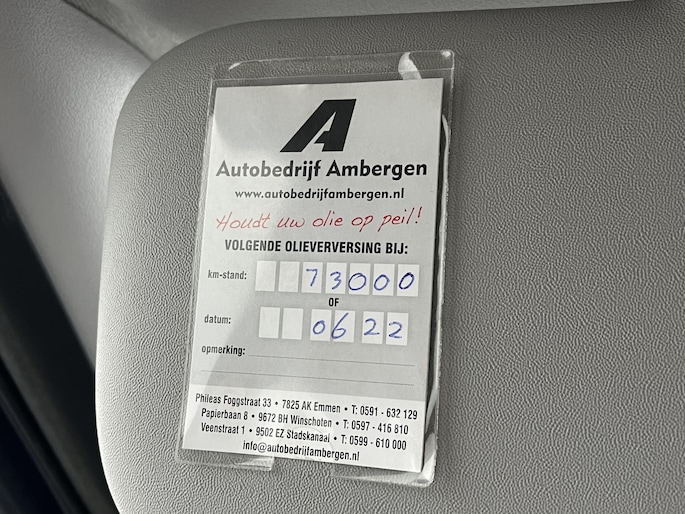 A
Autobedrijf Ambergen
www.autobedrijfambergen.nl
Houdt uw olie op peil!
VOLGENDE OLIEVERVERSING BIJ:
km-stand: 73000
OF
datum: 0622
opmerking:
Phileas Foggstraat 33 • 7825 AK Emmen • T: 0591 - 632 129
Papierbaan 8 • 9672 BH Winschoten • T: 0597 - 416 810
Veenstraat 1 • 9502 EZ Stadskanaal • T: 0599 - 610 000
info@autobedrijfambergen.nl